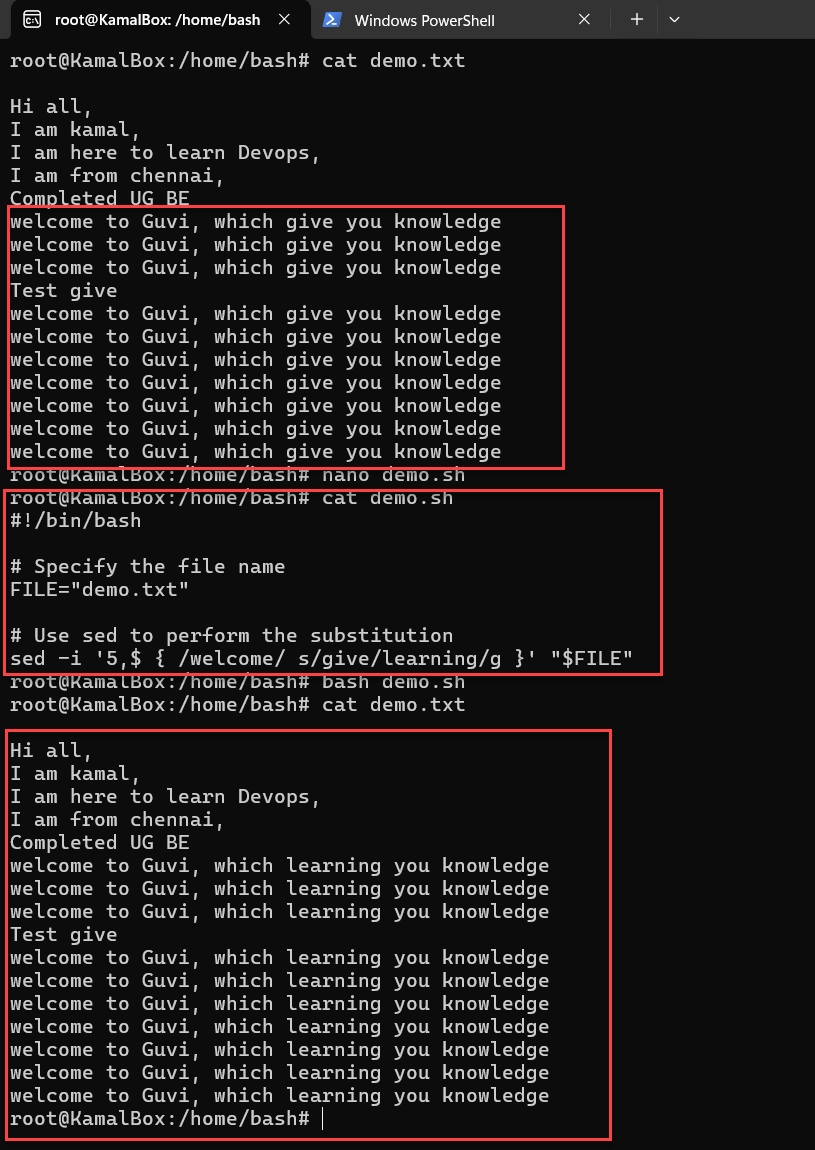 root@KamalBox: /home/bash
Windows PowerShell
root@KamalBox:/home/bash# cat demo.txt
Hi all,
I am kamal,
I am here to learn Devops,
I am from chennai,
Completed UG BE
welcome to Guvi, which give you knowledge
welcome to Guvi, which give you knowledge
welcome to Guvi, which give you knowledge
Test give
welcome to Guvi, which give you knowledge
welcome to Guvi, which give you knowledge
welcome to Guvi, which give you knowledge
welcome to Guvi, which give you knowledge
welcome to Guvi, which give you knowledge
welcome to Guvi, which give you knowledge
welcome to Guvi, which give you knowledge
root@KamalBox:/home/bash# nano demo.sh
root@KamalBox:/home/bash# cat demo.sh
#!/bin/bash
# Specify the file name
FILE="demo.txt"
# Use sed to perform the substitution
sed -i '5,$ { /welcome/ s/give/learning/g }' "$FILE"
root@KamalBox:/home/bash# bash demo.sh
root@KamalBox:/home/bash# cat demo.txt
Hi all,
I am kamal,
I am here to learn Devops,
I am from chennai,
Completed UG BE
welcome to Guvi, which learning you knowledge
welcome to Guvi, which learning you knowledge
welcome to Guvi, which learning you knowledge
Test give
welcome to Guvi, which learning you knowledge
welcome to Guvi, which learning you knowledge
welcome to Guvi, which learning you knowledge
welcome to Guvi, which learning you knowledge
welcome to Guvi, which learning you knowledge
welcome to Guvi, which learning you knowledge
welcome to Guvi, which learning you knowledge
root@KamalBox:/home/bash#